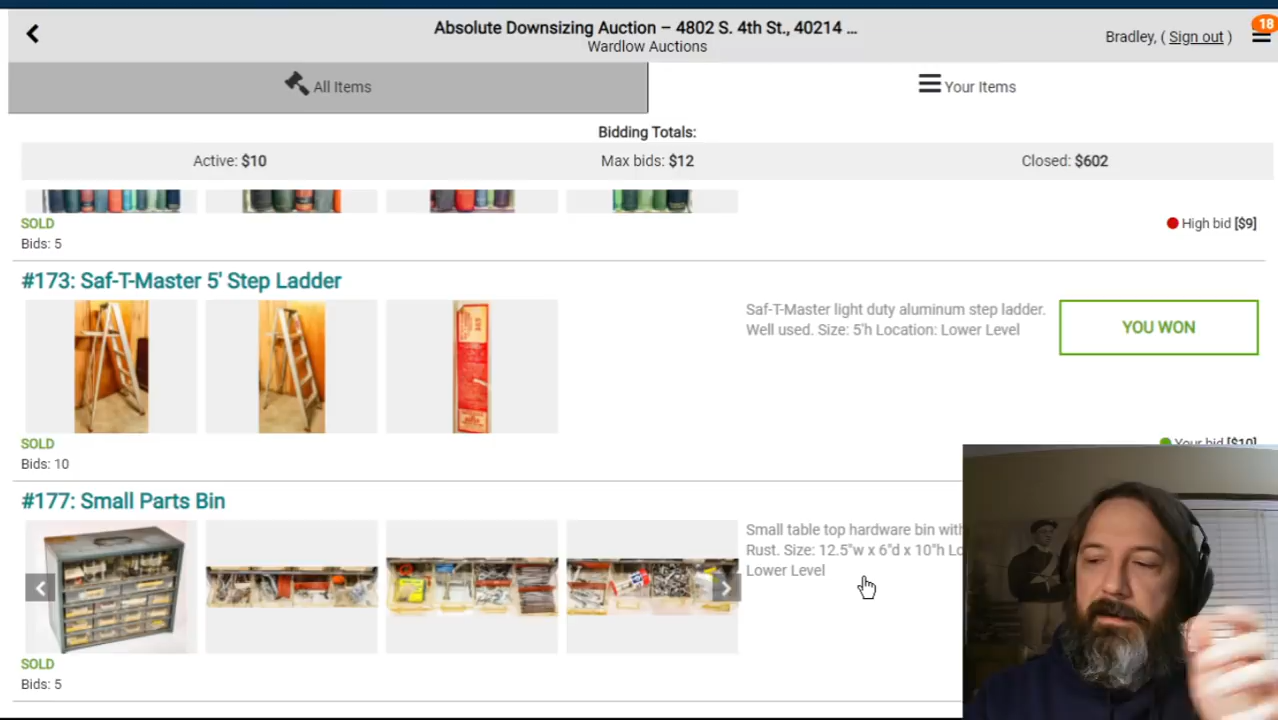 Absolute Downsizing Auction – 4802 S. 4th St., 40214 ...
Wardlow Auctions
Bradley, ( Sign out )
18
All Items
Your Items
Bidding Totals:
Active: $10
Max bids: $12
Closed: $602
SOLD
Bids: 5
High bid [$9]
#173: Saf-T-Master 5' Step Ladder
Saf-T-Master light duty aluminum step ladder.
Well used. Size: 5'h Location: Lower Level
YOU WON
SOLD
Bids: 10
Your bid [$10]
#177: Small Parts Bin
Small table top hardware bin with
Rust. Size: 12.5"w x 6"d x 10"h
Lower Level
SOLD
Bids: 5